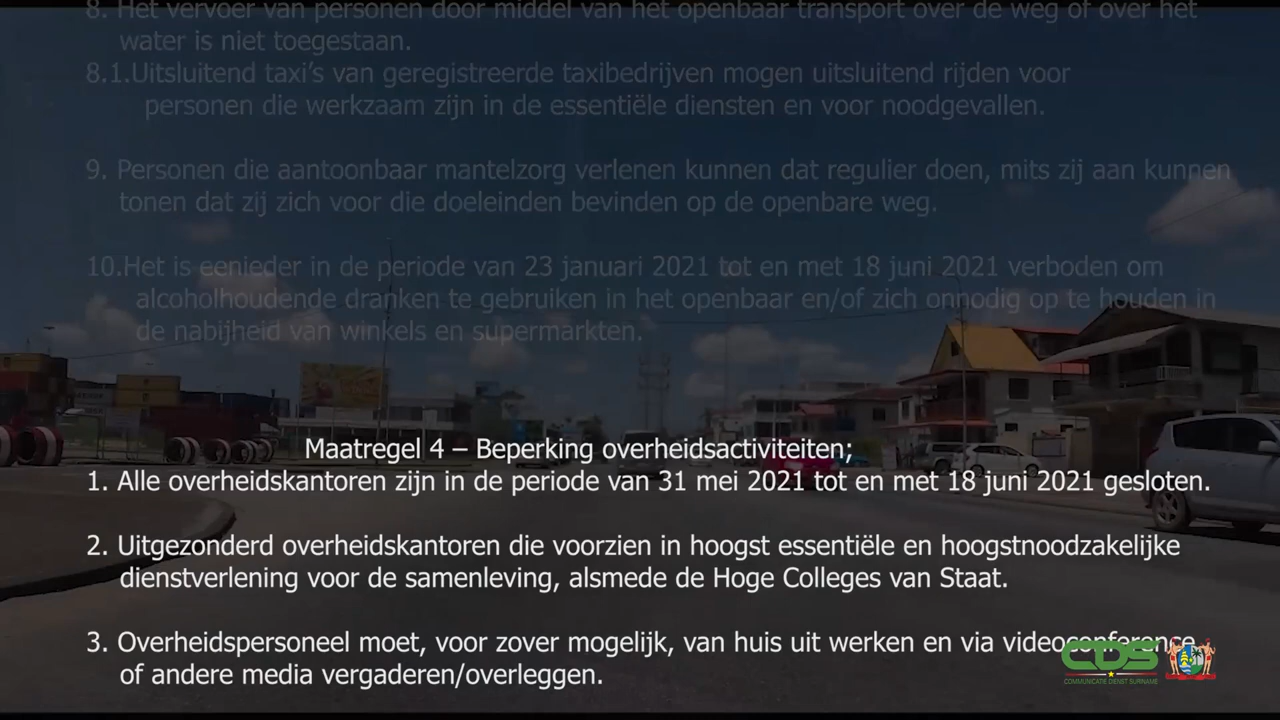 8. Het vervoer van personen door middel van het openbaar transport over de weg of over het
water is niet toegestaan.
8.1.Uitsluitend taxi's van geregistreerde taxibedrijven mogen uitsluitend rijden voor
personen die werkzaam zijn in de essentiële diensten en voor noodgevallen.
9. Personen die aantoonbaar mantelzorg verlenen kunnen dat regulier doen, mits zij aan kunnen
tonen dat zij zich voor die doeleinden bevinden op de openbare weg.
10.Het is eenieder in de periode van 23 januari 2021 tot en met 18 juni 2021 verboden om
alcoholhoudende dranken te gebruiken in het openbaar en/of zich onnodig op te houden in
de nabijheid van winkels en supermarkten.
Maatregel 4 – Beperking overheidsactiviteiten;
1. Alle overheidskantoren zijn in de periode van 31 mei 2021 tot en met 18 juni 2021 gesloten.
2. Uitgezonderd overheidskantoren die voorzien in hoogst essentiële en hoogstnoodzakelijke
dienstverlening voor de samenleving, alsmede de Hoge Colleges van Staat.
3. Overheidspersoneel moet, voor zover mogelijk, van huis uit werken en via videoconference
of andere media vergaderen/overleggen.
CDS
COMMUNICATIE DIENST SURINAME